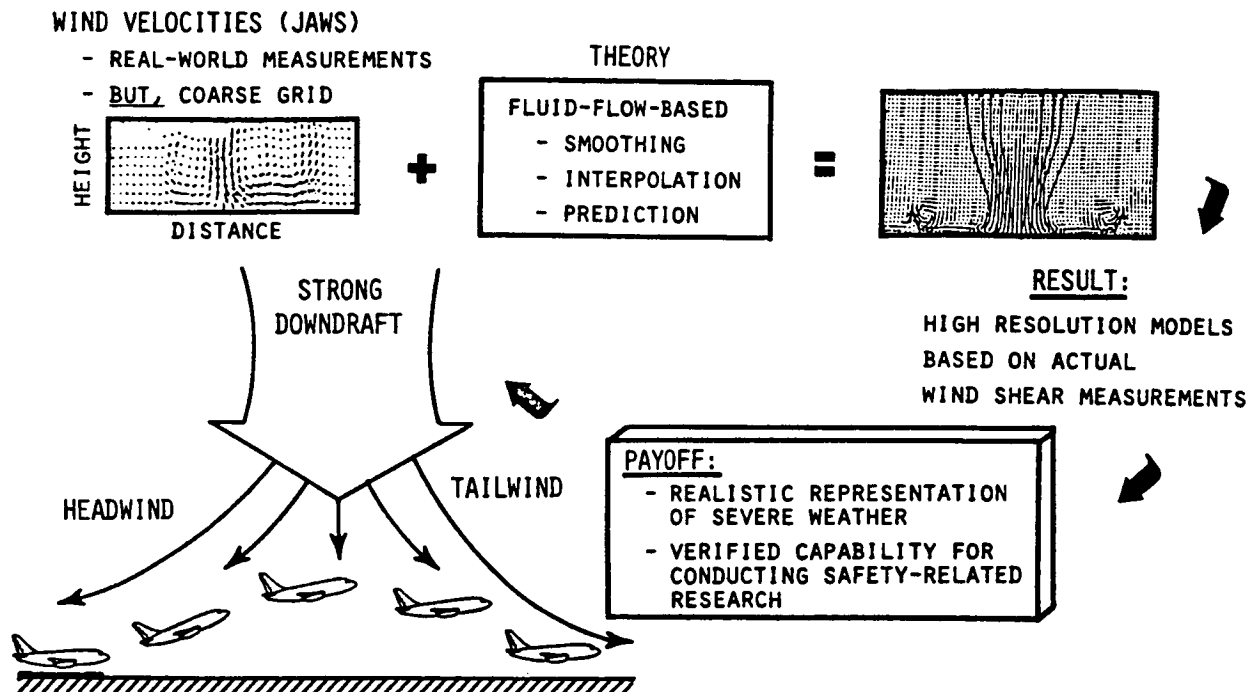 WIND VELOCITIES (JAWS)
- REAL-WORLD MEASUREMENTS
- BUT, COARSE GRID
HEIGHT
DISTANCE
THEORY
FLUID-FLOW-BASED
- SMOOTHING
- INTERPOLATION
- PREDICTION
RESULT:
HIGH RESOLUTION MODELS
BASED ON ACTUAL
WIND SHEAR MEASUREMENTS
STRONG
DOWNDRAFT
HEADWIND
TAILWIND
PAYOFF:
- REALISTIC REPRESENTATION
OF SEVERE WEATHER
- VERIFIED CAPABILITY FOR
CONDUCTING SAFETY-RELATED
RESEARCH